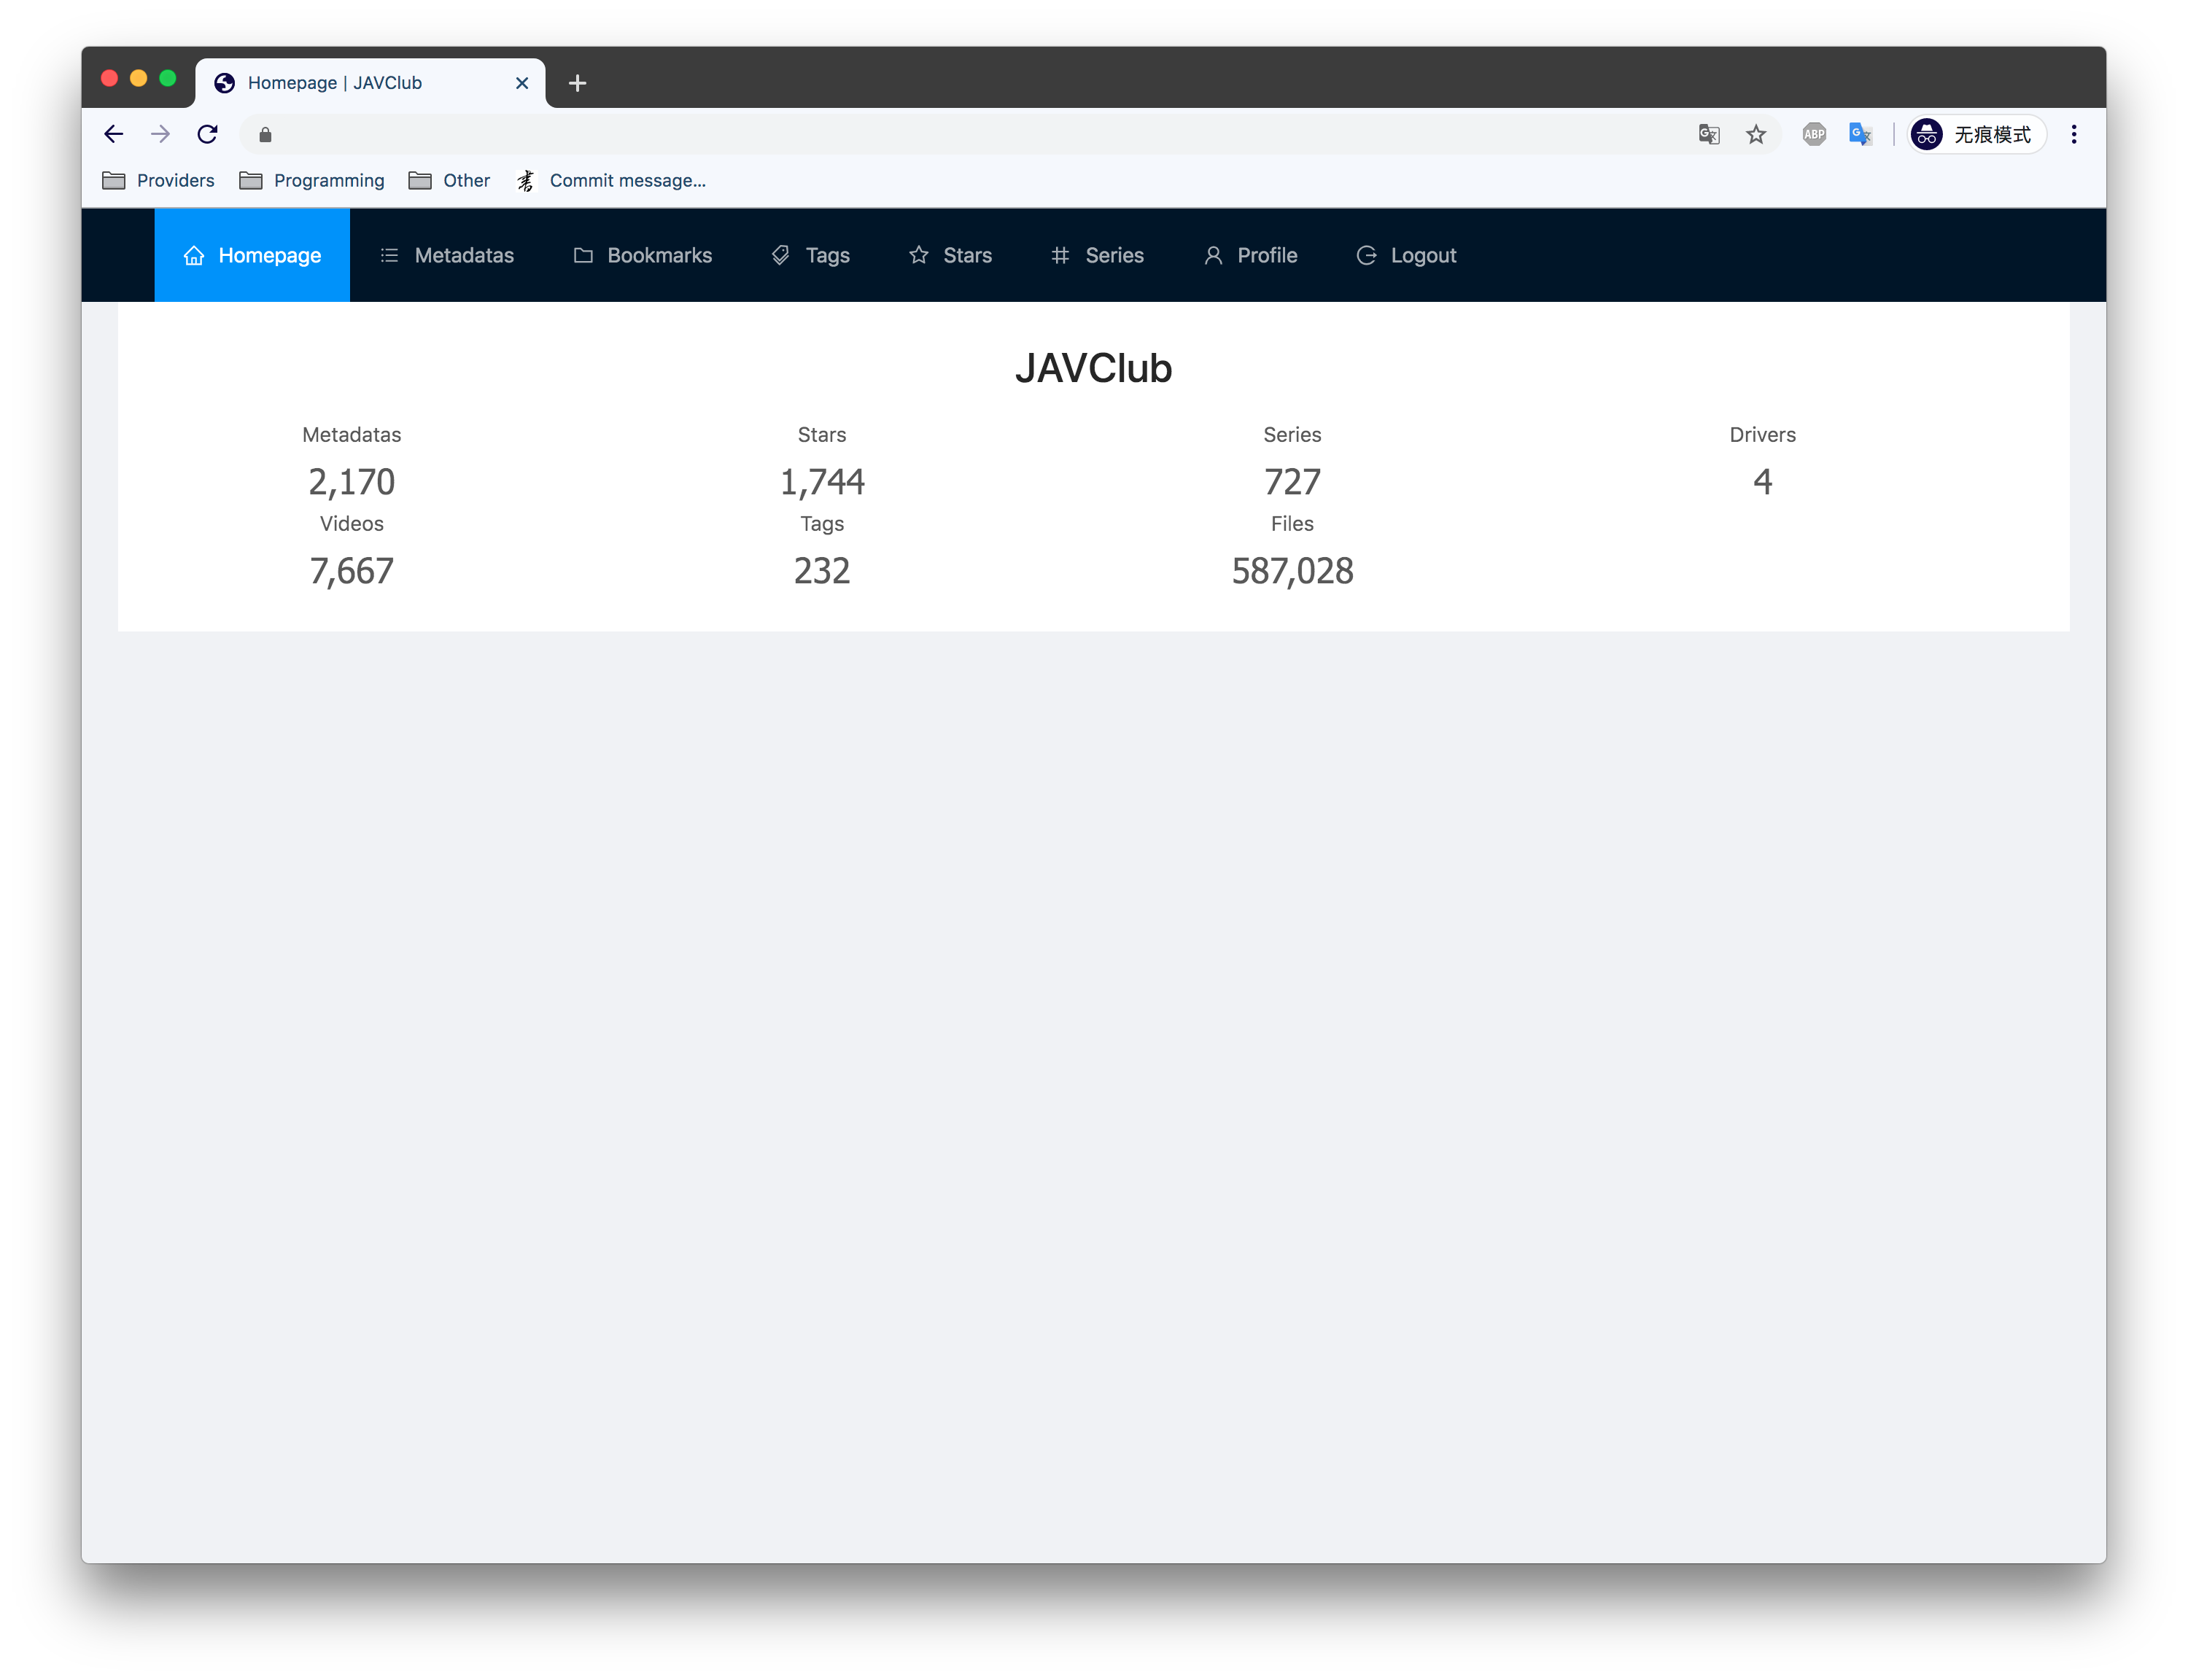 Homepage | JAVClub
ABP
无痕模式
Providers Programming Other Commit message...
Homepage Metadatas Bookmarks Tags Stars Series Profile Logout
JAVClub
Metadatas Stars Series Drivers
2,170 1,744 727 4
Videos Tags Files
7,667 232 587,028